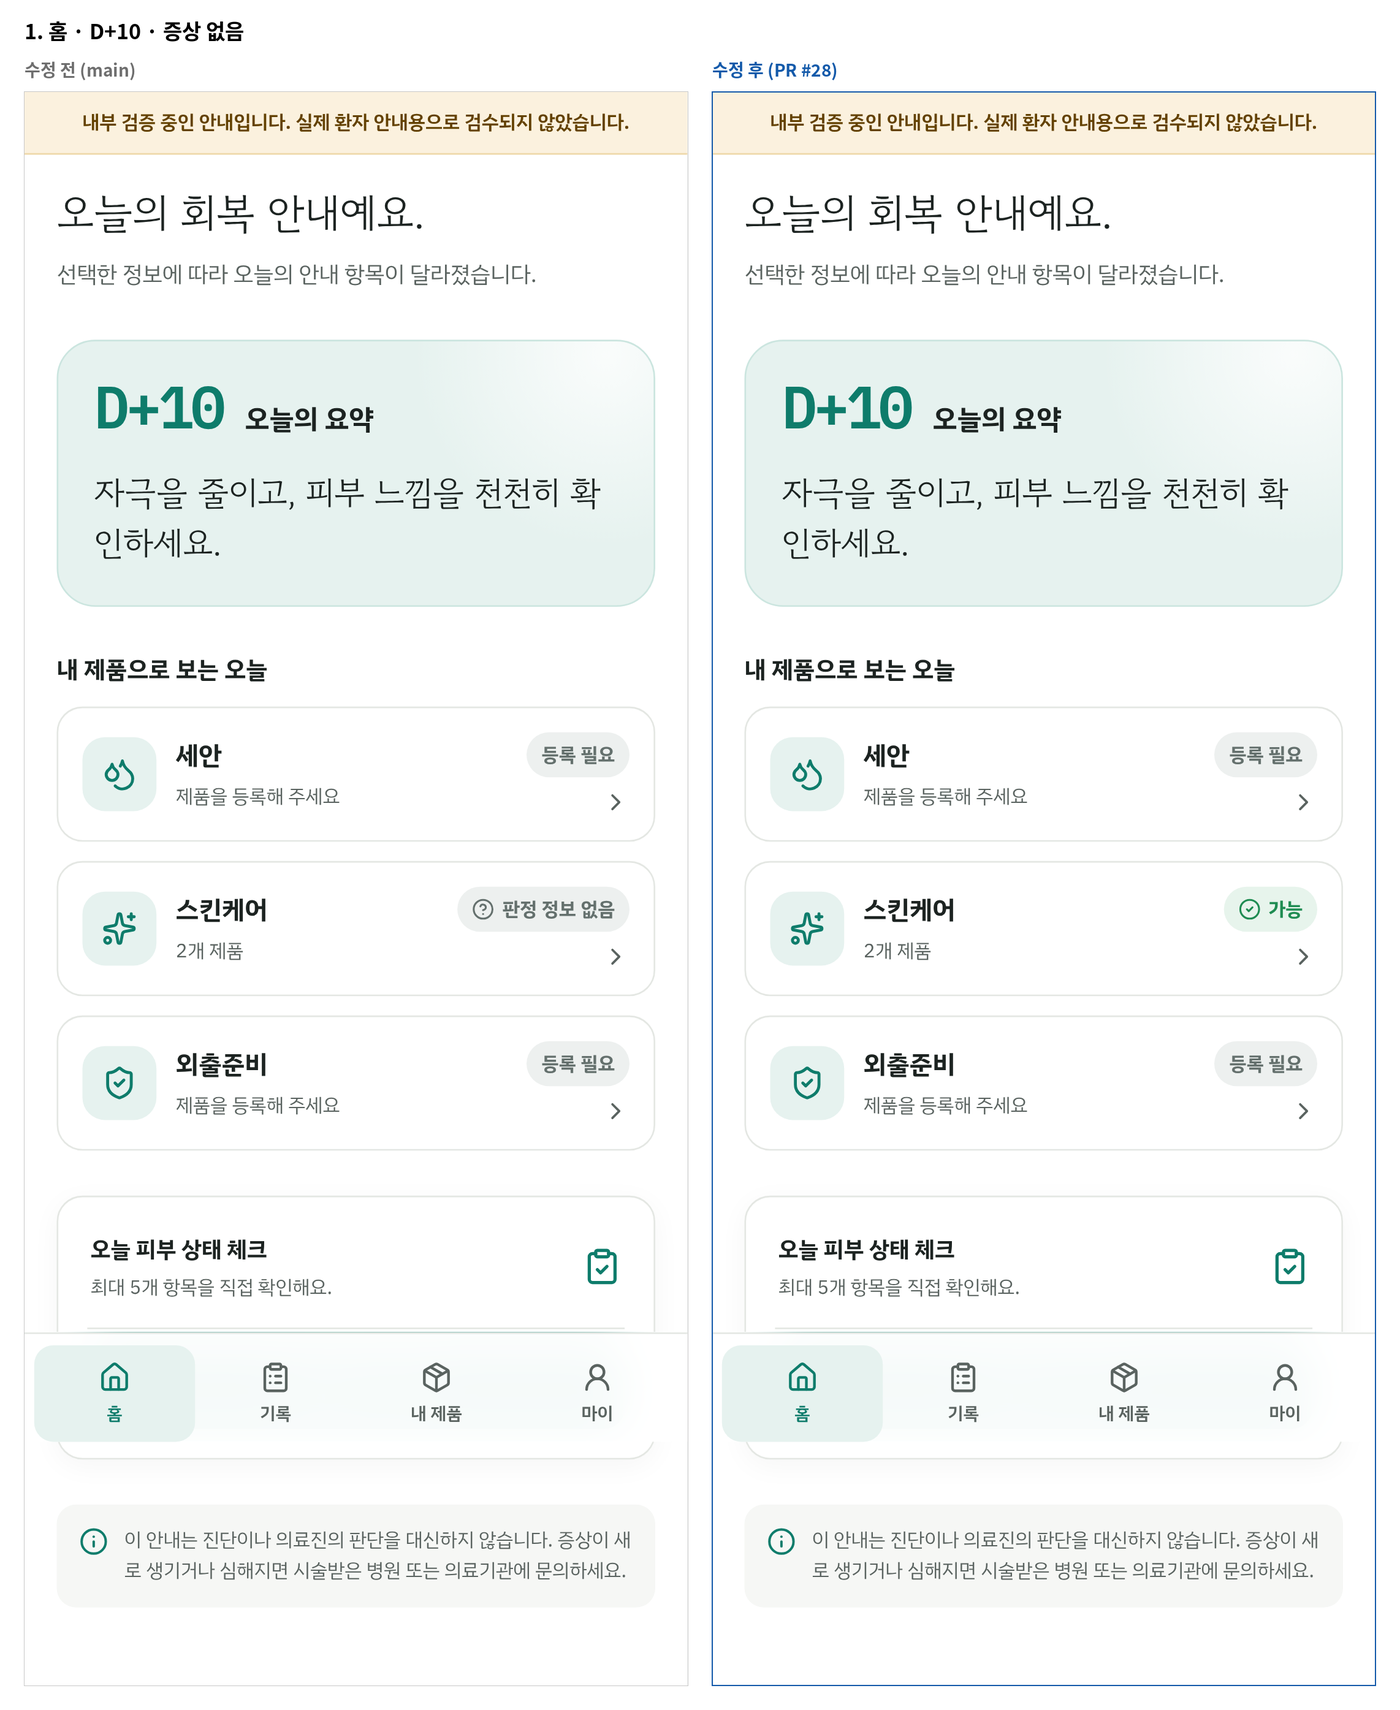 1. 홈 · D+10 · 증상 없음
수정 전 (main)
내부 검증 중인 안내입니다. 실제 환자 안내용으로 검수되지 않았습니다.
오늘의 회복 안내예요.
선택한 정보에 따라 오늘의 안내 항목이 달라졌습니다.
D+10 오늘의 요약
자극을 줄이고, 피부 느낌을 천천히 확
인하세요.
내 제품으로 보는 오늘
세안
등록 필요
제품을 등록해 주세요
스킨케어
판정 정보 없음
2개 제품
외출준비
등록 필요
제품을 등록해 주세요
오늘 피부 상태 체크
최대 5개 항목을 직접 확인해요.
홈 기록 내 제품 마이
이 안내는 진단이나 의료진의 판단을 대신하지 않습니다. 증상이 새
로 생기거나 심해지면 시술받은 병원 또는 의료기관에 문의하세요.
수정 후 (PR #28)
내부 검증 중인 안내입니다. 실제 환자 안내용으로 검수되지 않았습니다.
오늘의 회복 안내예요.
선택한 정보에 따라 오늘의 안내 항목이 달라졌습니다.
D+10 오늘의 요약
자극을 줄이고, 피부 느낌을 천천히 확
인하세요.
내 제품으로 보는 오늘
세안
등록 필요
제품을 등록해 주세요
스킨케어
가능
2개 제품
외출준비
등록 필요
제품을 등록해 주세요
오늘 피부 상태 체크
최대 5개 항목을 직접 확인해요.
홈 기록 내 제품 마이
이 안내는 진단이나 의료진의 판단을 대신하지 않습니다. 증상이 새
로 생기거나 심해지면 시술받은 병원 또는 의료기관에 문의하세요.